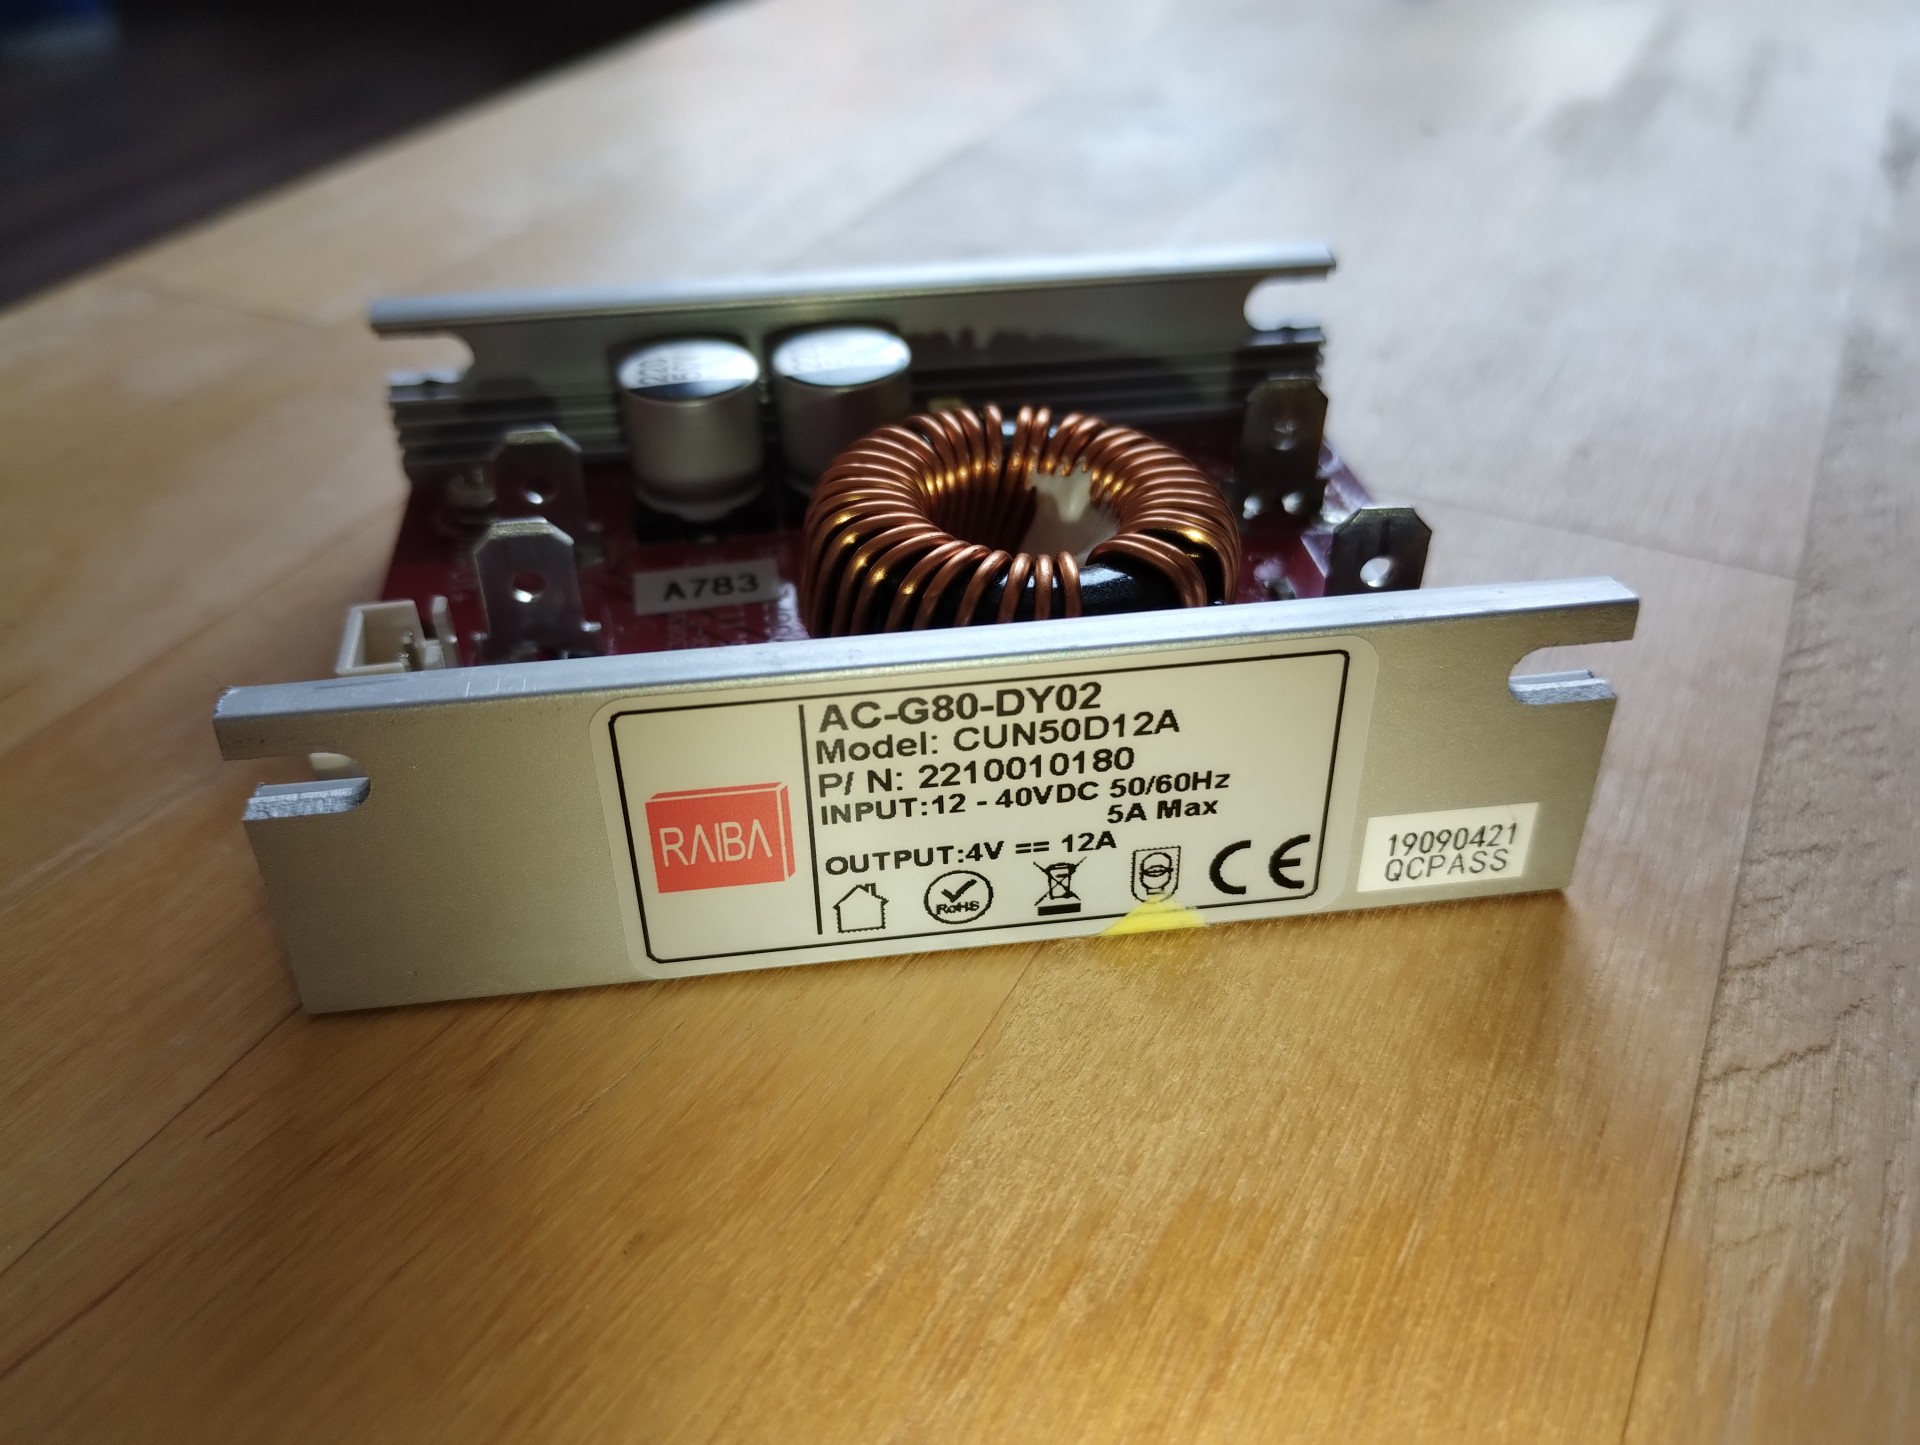 220
A783
RAIBA
AC-G80-DY02
Model: CUN50D12A
P/ N: 2210010180
INPUT:12 - 40VDC 50/60Hz
5A Max
OUTPUT:4V == 12A
RoHS
CE
19090421
QCPASS